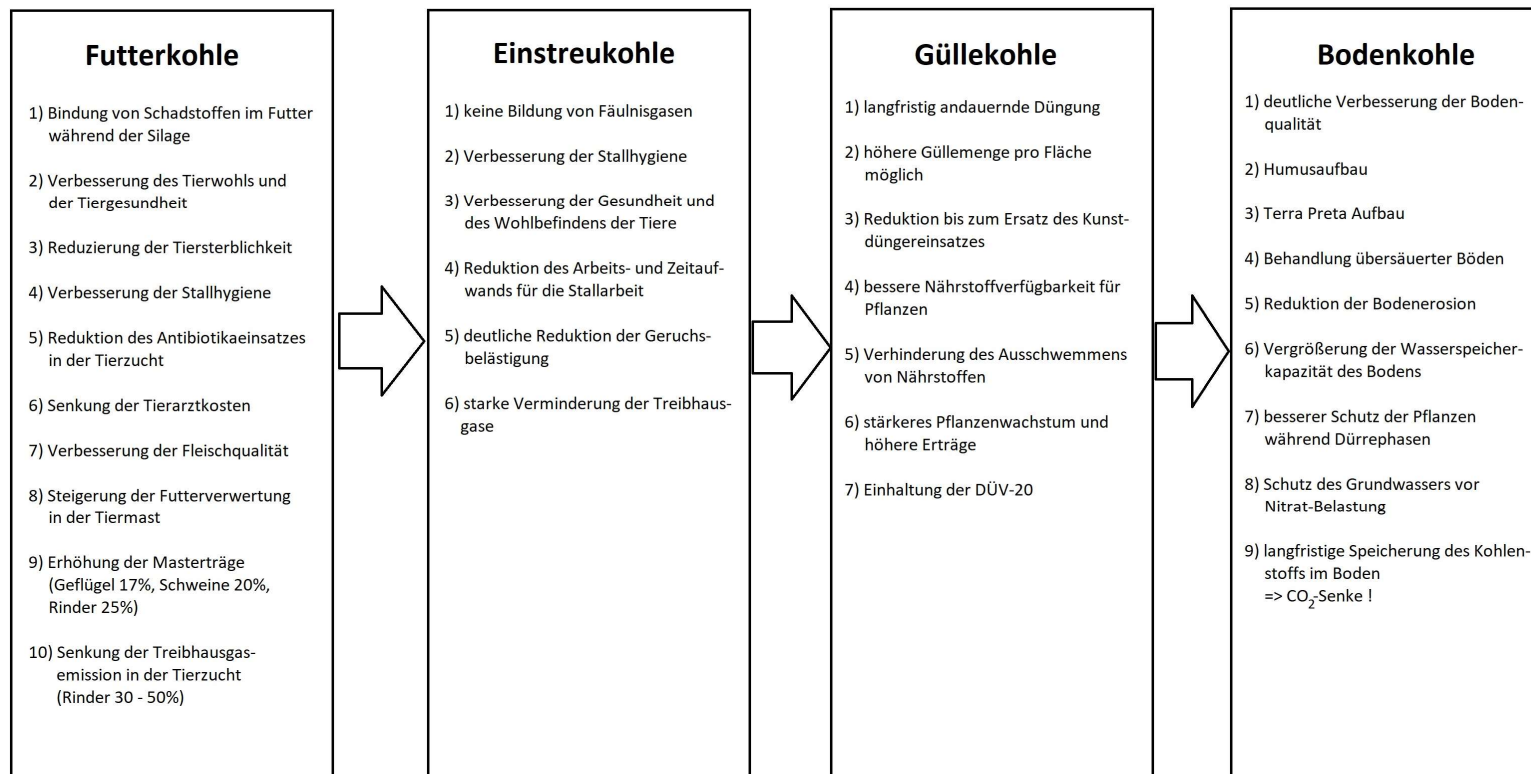 Futterkohle
1) Bindung von Schadstoffen im Futter
während der Silage
2) Verbesserung des Tierwohls und
der Tiergesundheit
3) Reduzierung der Tiersterblichkeit
4) Verbesserung der Stallhygiene
5) Reduktion des Antibiotikaeinsatzes
in der Tierzucht
6) Senkung der Tierarztkosten
7) Verbesserung der Fleischqualität
8) Steigerung der Futterverwertung
in der Tiermast
9) Erhöhung der Masterträge
(Geflügel 17%, Schweine 20%,
Rinder 25%)
10) Senkung der Treibhausgas-
emission in der Tierzucht
(Rinder 30 - 50%)
Einstreukohle
1) keine Bildung von Fäulnisgasen
2) Verbesserung der Stallhygiene
3) Verbesserung der Gesundheit und
des Wohlbefindens der Tiere
4) Reduktion des Arbeits- und Zeitauf-
wands für die Stallarbeit
5) deutliche Reduktion der Geruchs-
belästigung
6) starke Verminderung der Treibhaus-
gase
Güllekohle
1) langfristig andauernde Düngung
2) höhere Güllemenge pro Fläche
möglich
3) Reduktion bis zum Ersatz des Kunst-
düngereinsatzes
4) bessere Nährstoffverfügbarkeit für
Pflanzen
5) Verhinderung des Ausschwemmens
von Nährstoffen
6) stärkeres Pflanzenwachstum und
höhere Erträge
7) Einhaltung der DÜV-20
Bodenkohle
1) deutliche Verbesserung der Boden-
qualität
2) Humusaufbau
3) Terra Preta Aufbau
4) Behandlung übersäuerter Böden
5) Reduktion der Bodenerosion
6) Vergrößerung der Wasserspeicher-
kapazität des Bodens
7) besserer Schutz der Pflanzen
während Dürrephasen
8) Schutz des Grundwassers vor
Nitrat-Belastung
9) langfristige Speicherung des Kohlen-
stoffs im Boden
=> CO₂-Senke !